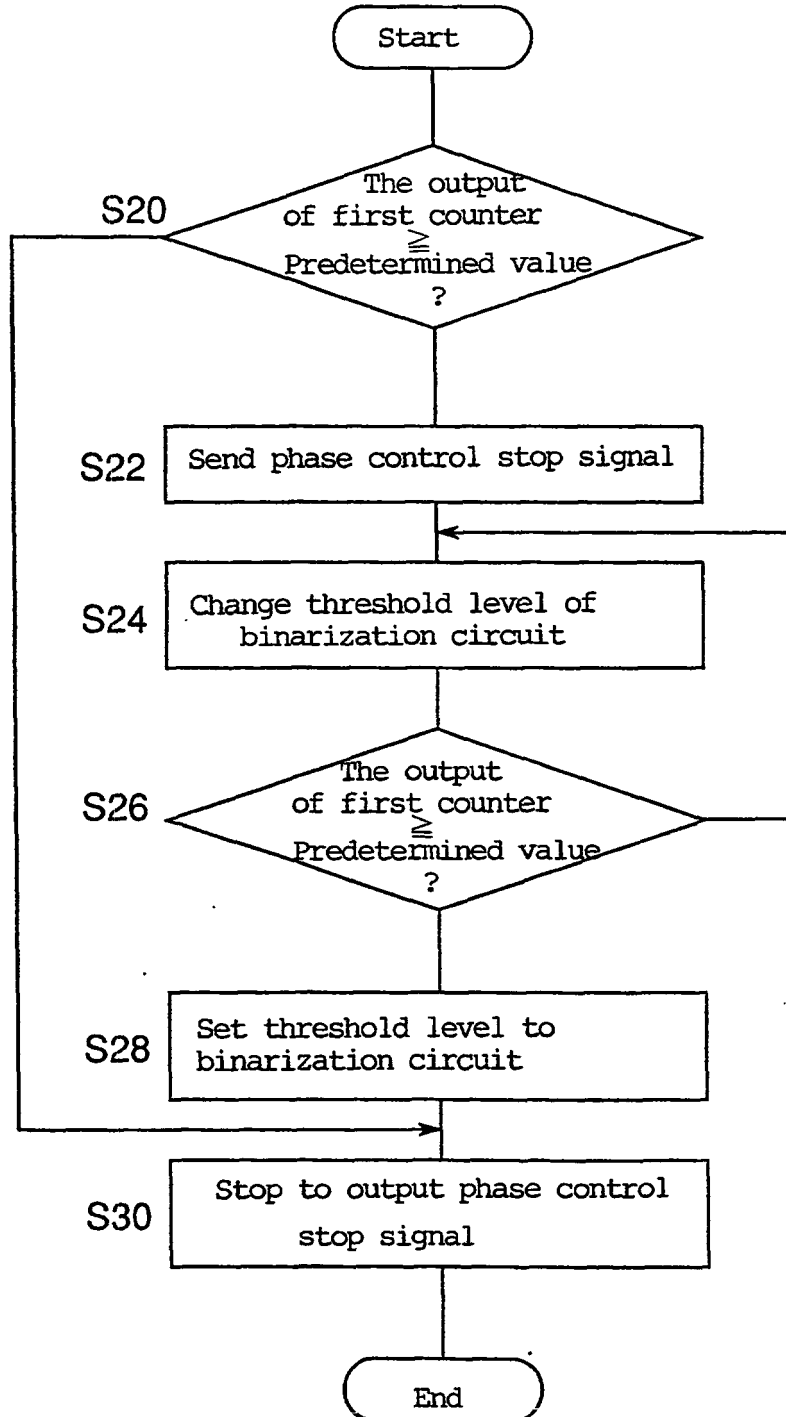 Start
S20
The output
of first counter
≧
Predetermined value
?
S22
Send phase control stop signal
S24
Change threshold level of
binarization circuit
S26
The output
of first counter
≧
Predetermined value
?
S28
Set threshold level to
binarization circuit
S30
Stop to output phase control
stop signal
End